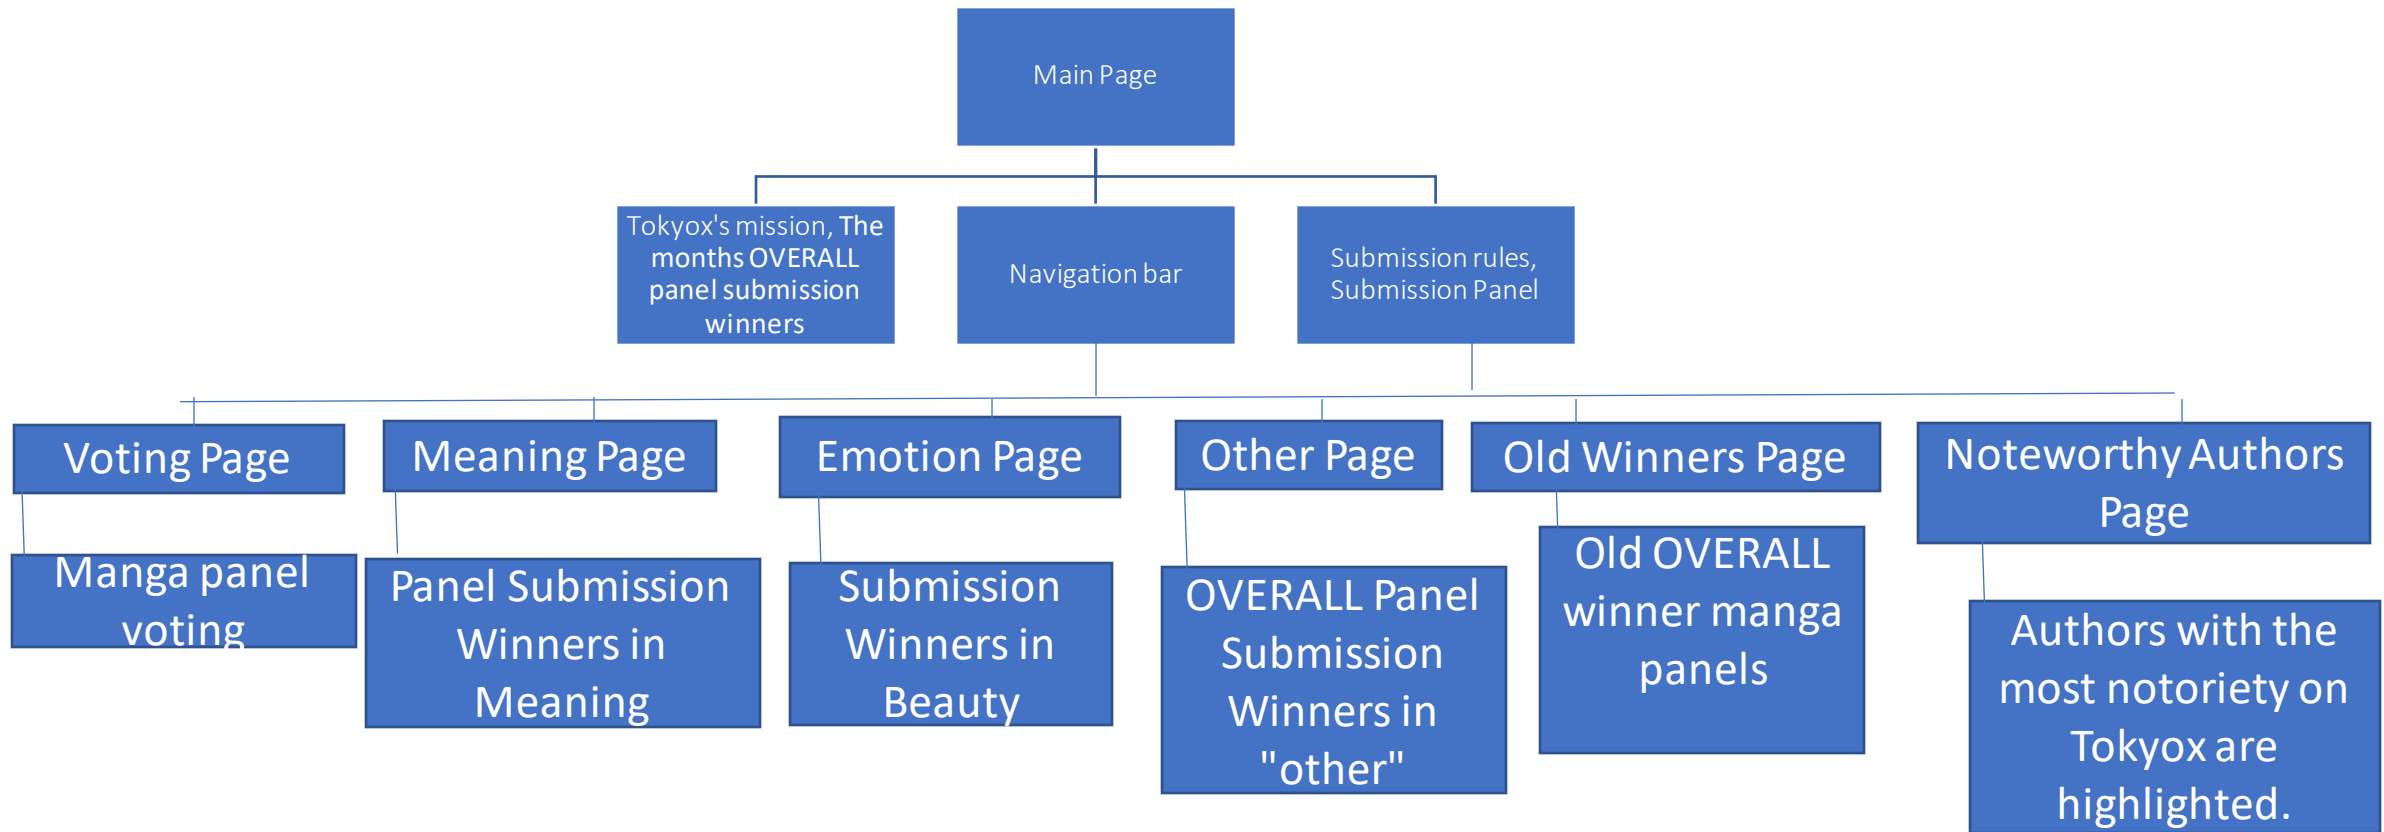 Main Page
Tokyox's mission, The
months OVERALL
panel submission
winners
Navigation bar
Submission rules,
Submission Panel
Voting Page
Meaning Page
Emotion Page
Other Page
Old Winners Page
Noteworthy Authors
Page
Manga panel
voting
Panel Submission
Winners in
Meaning
Submission
Winners in
Beauty
OVERALL Panel
Submission
Winners in
"other"
Old OVERALL
winner manga
panels
Authors with the
most notoriety on
Tokyox are
highlighted.